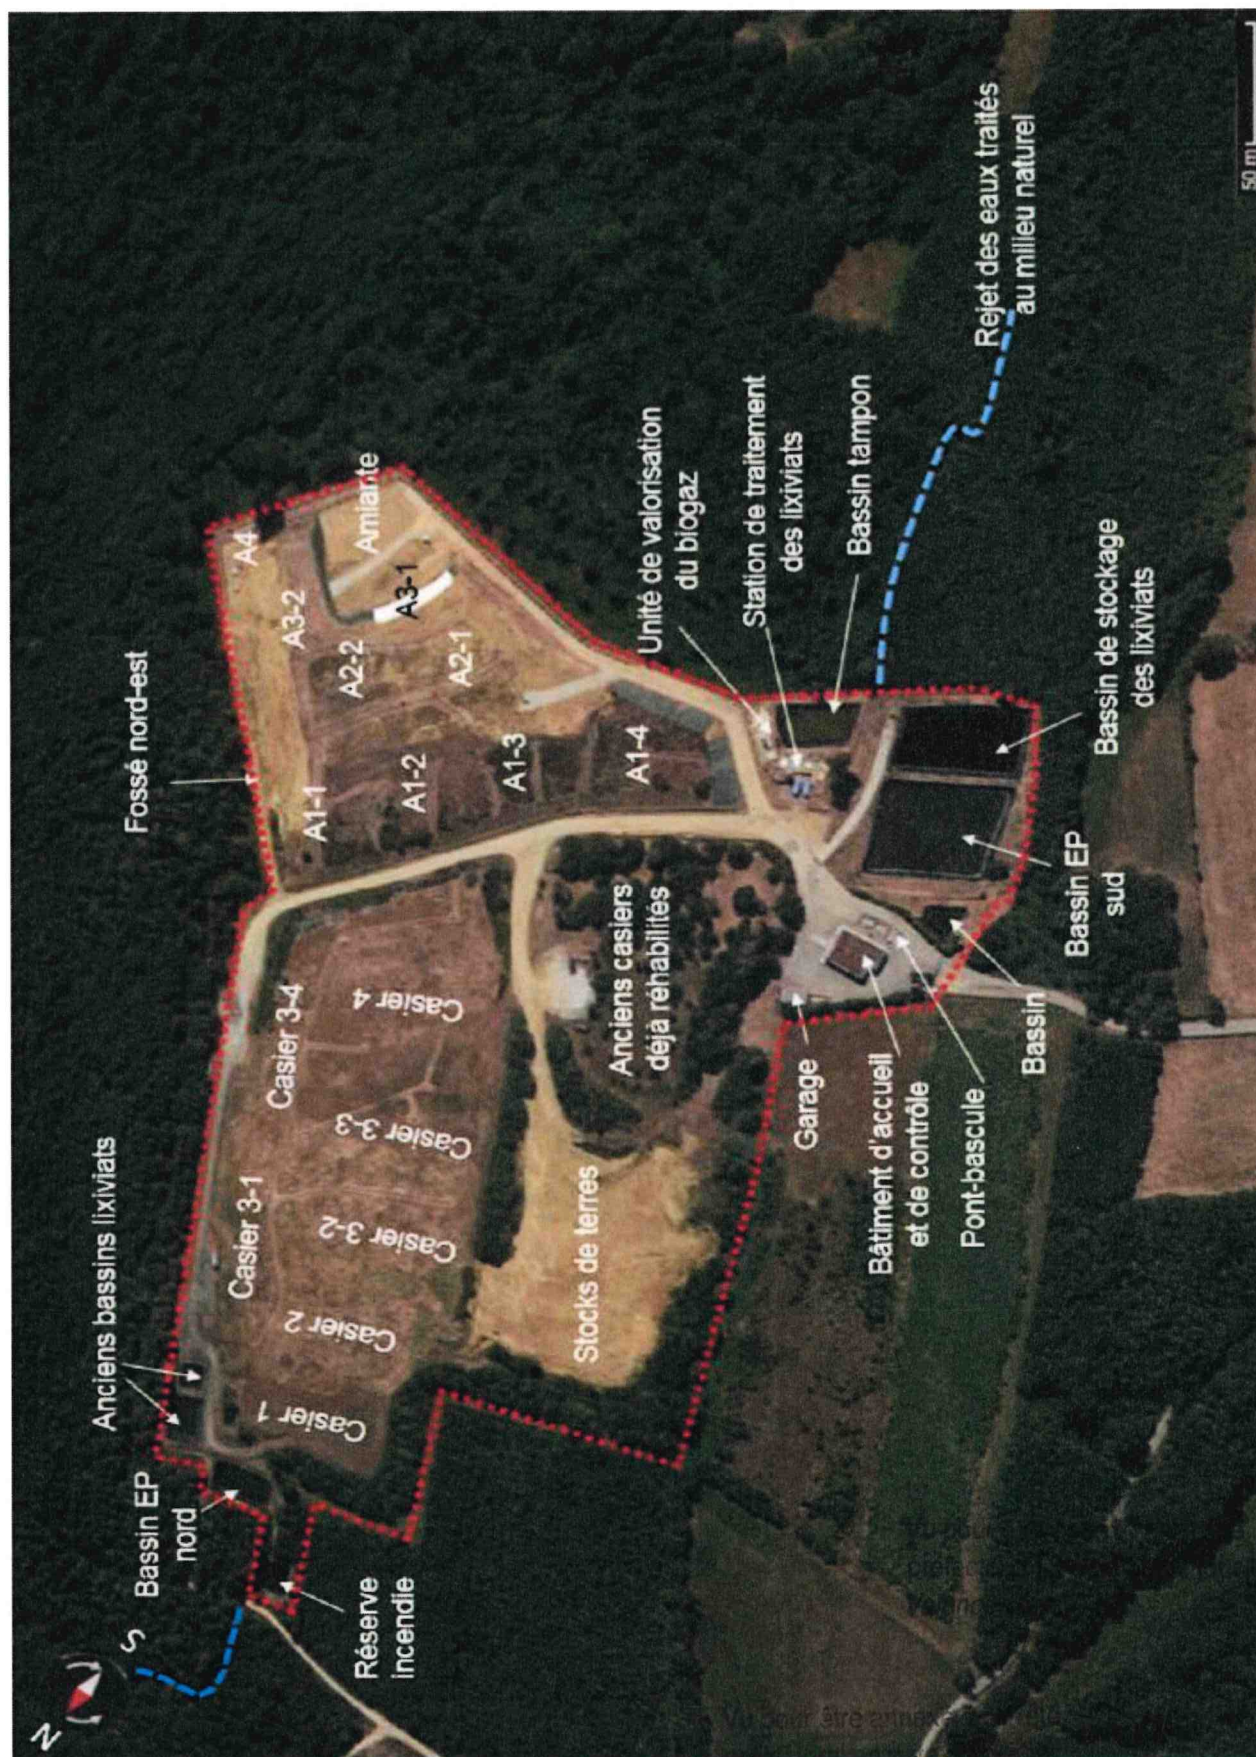 N
S
Bassin EP
nord
Anciens bassins lixiviats
Fossé nord-est
Réserve
incendie
Casier 1
Casier 2
Casier 3-1
Casier 3-2
Casier 3-3
Casier 3-4
Casier 4
A1-1
A1-2
A1-3
A1-4
A2-1
A2-2
A3-1
A3-2
A4
Amiante
Stocks de terres
Anciens casiers
déjà réhabilités
Unité de valorisation
du biogaz
Station de traitement
des lixiviats
Bassin tampon
Rejet des eaux traités
au milieu naturel
Garage
Bâtiment d'accueil
et de contrôle
Pont-bascule
Bassin
Bassin EP
sud
Bassin de stockage
des lixiviats
50 m
Vu pour être